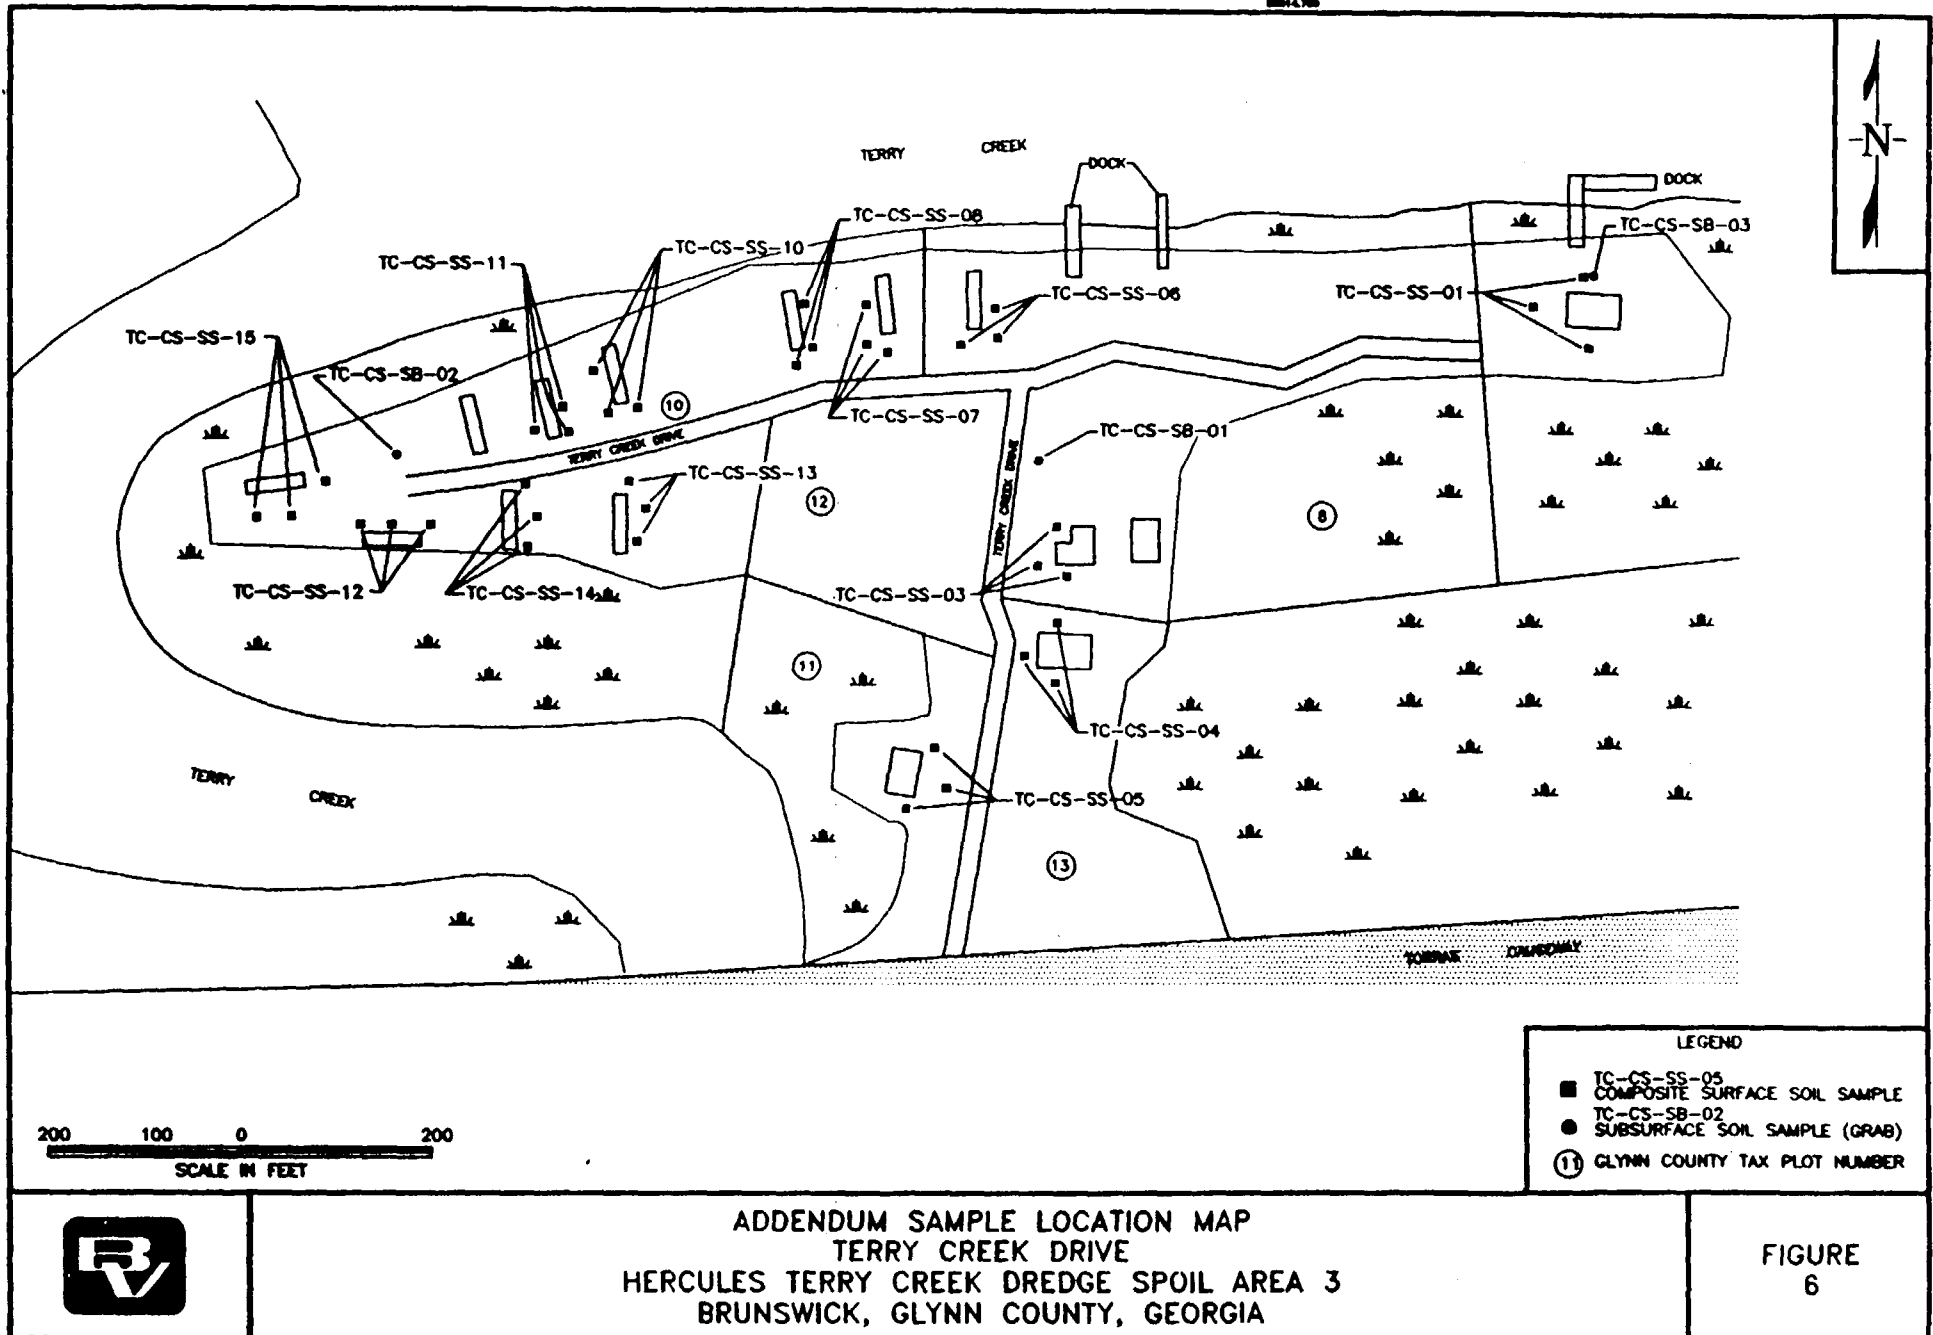 N
TERRY CREEK
DOCK
DOCK
TC-CS-SS-08
TC-CS-SB-03
TC-CS-SS-10
TC-CS-SS-11
TC-CS-SS-06
TC-CS-SS-01
TC-CS-SS-15
TC-CS-SB-02
10
TC-CS-SS-07
TC-CS-SB-01
TERRY CREEK DRIVE
TERRY CREEK DRIVE
TC-CS-SS-13
12
8
TC-CS-SS-12
TC-CS-SS-14
TC-CS-SS-03
11
TC-CS-SS-04
TERRY CREEK
TC-CS-SS-05
13
TORRAS CAUSEWAY
LEGEND
TC-CS-SS-05
COMPOSITE SURFACE SOIL SAMPLE
TC-CS-SB-02
SUBSURFACE SOIL SAMPLE (GRAB)
11 GLYNN COUNTY TAX PLOT NUMBER
200 100 0 200
SCALE IN FEET
BV
ADDENDUM SAMPLE LOCATION MAP
TERRY CREEK DRIVE
HERCULES TERRY CREEK DREDGE SPOIL AREA 3
BRUNSWICK, GLYNN COUNTY, GEORGIA
FIGURE
6